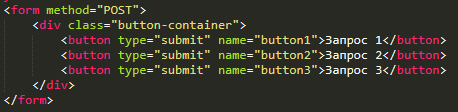 <form method="POST">
<div class="button-container">
<button type="submit" name="button1">Запрос 1</button>
<button type="submit" name="button2">Запрос 2</button>
<button type="submit" name="button3">Запрос 3</button>
</div>
</form>